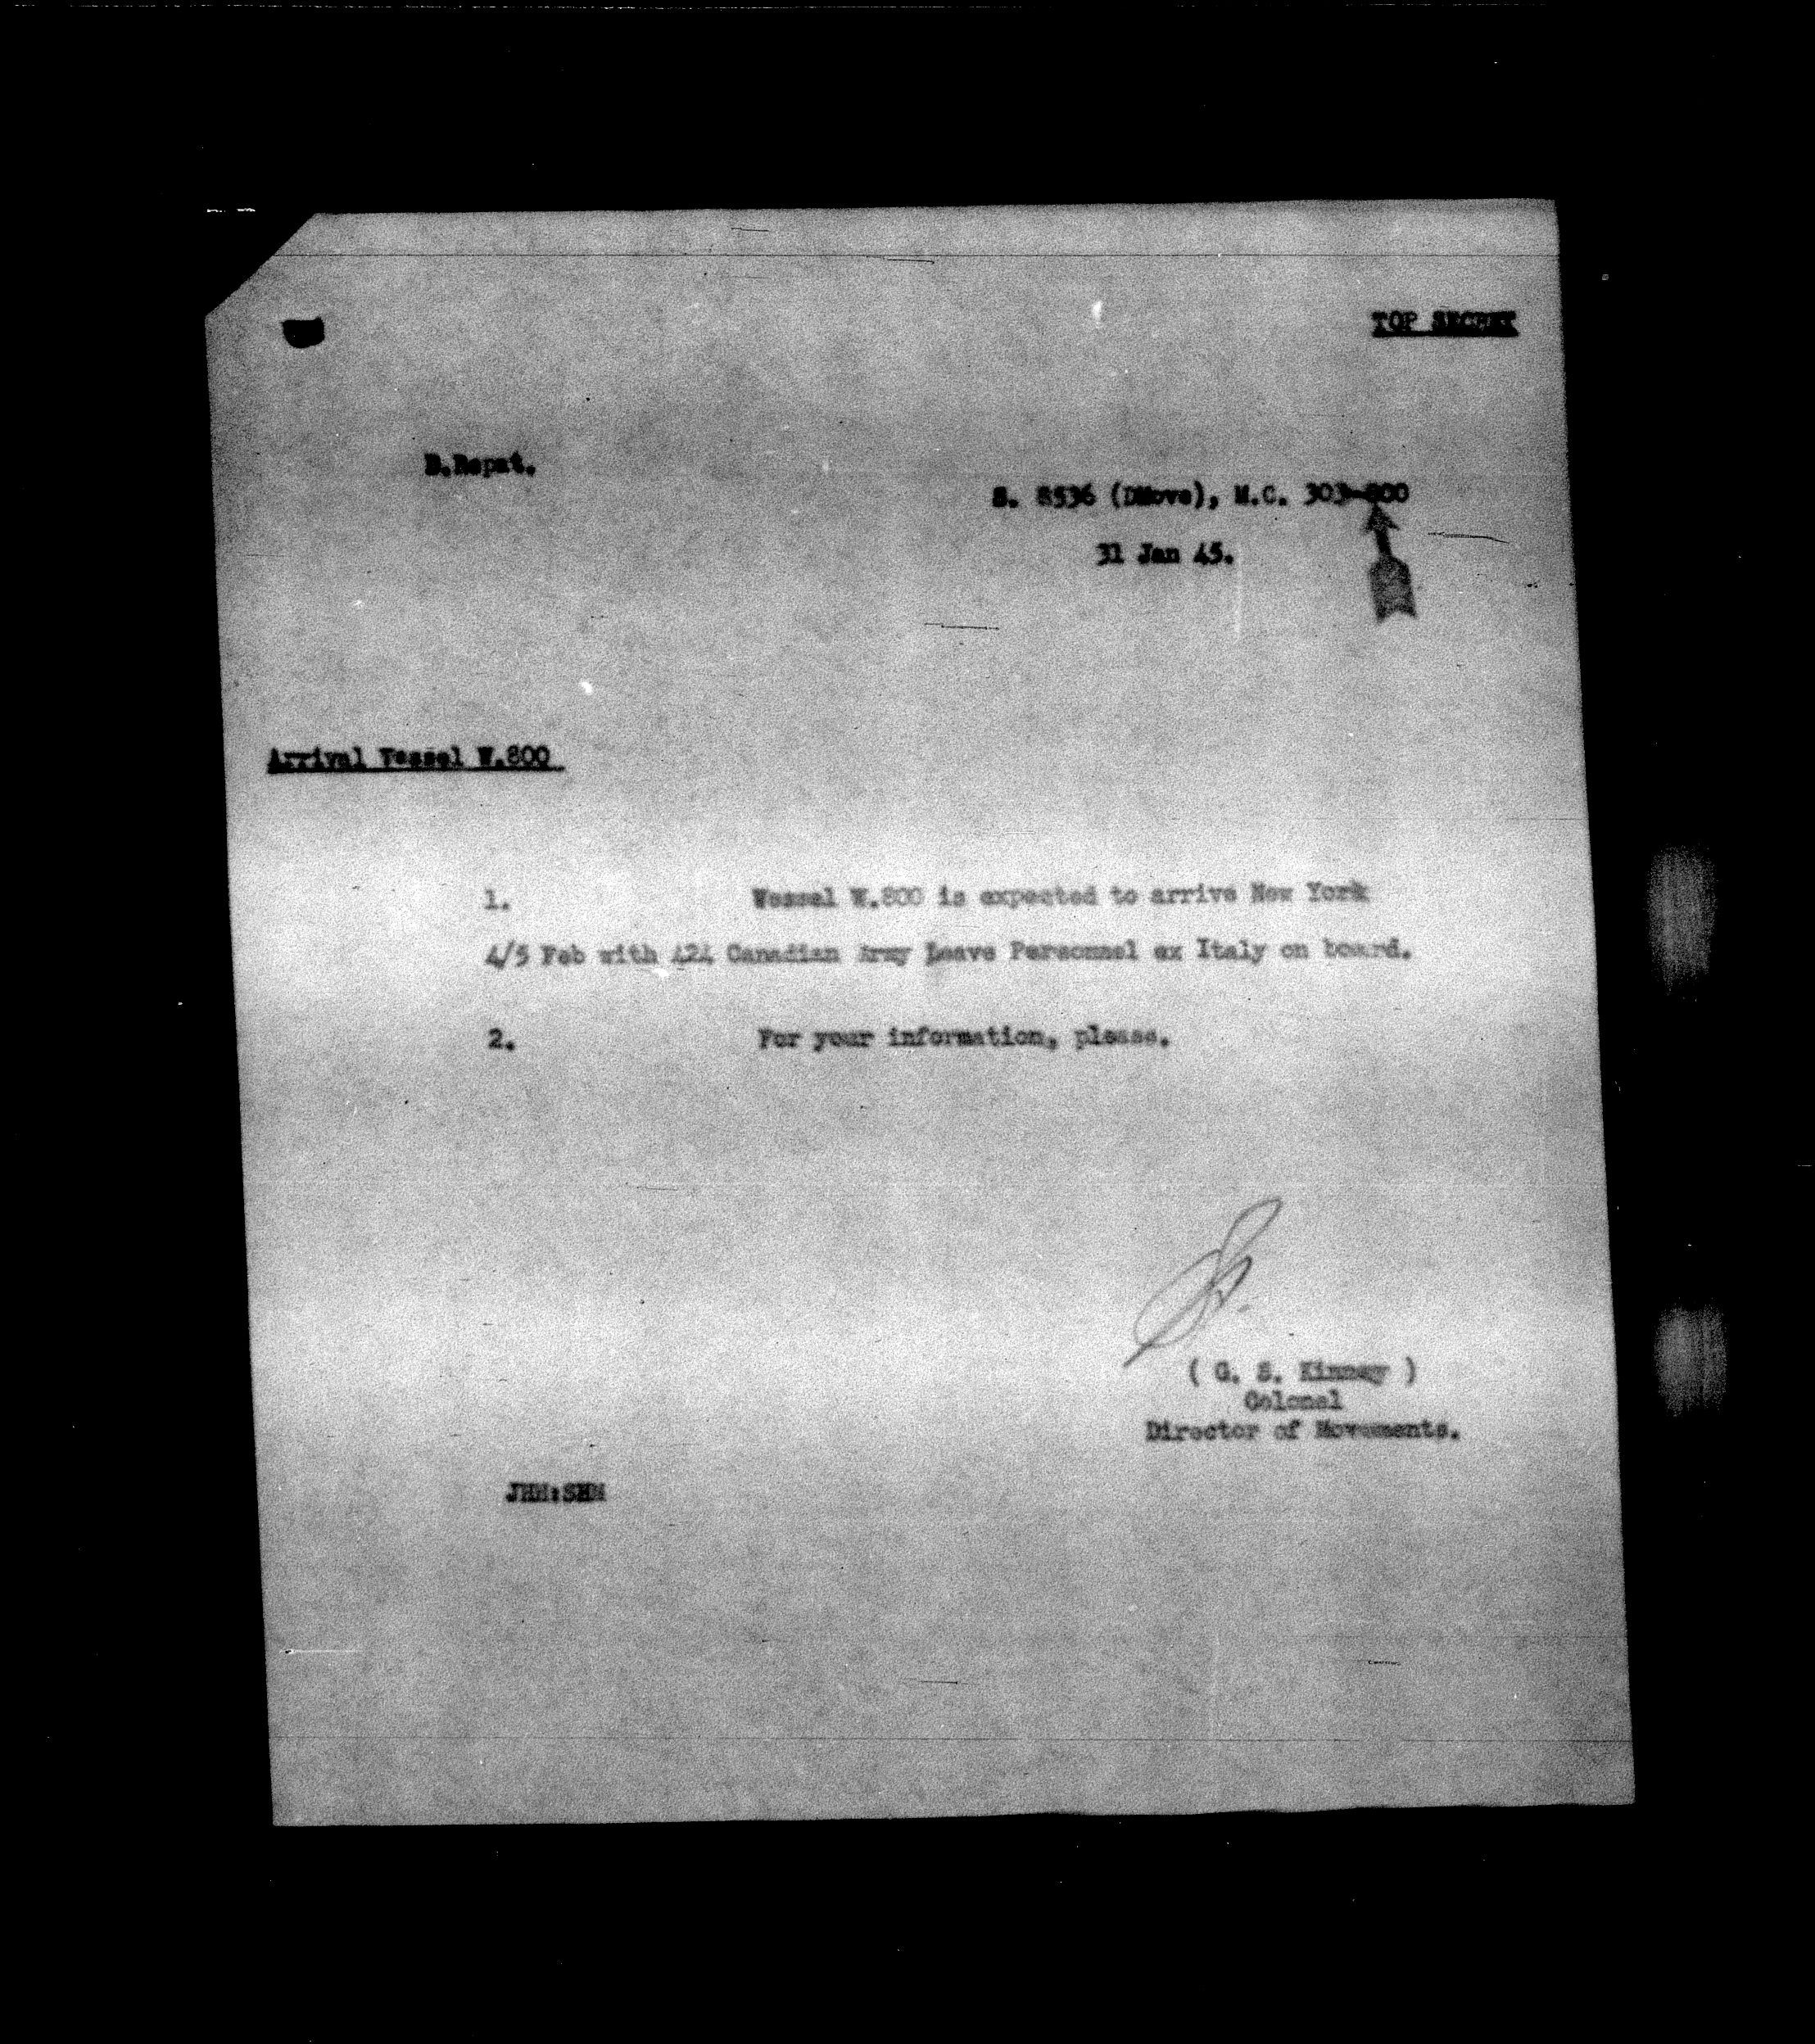 TOP SECRET
D.Repat.
S. 8536 (DMove), M.C. 303-800
31 Jan 45.
Arrival Vessel W.800
1. Vessel W.800 is expected to arrive New York
4/5 Feb with 424 Canadian Army Leave Personnel ex Italy on board.
2. For your information, please.
( G. S. Kinney )
Colonel
Director of Movements.
JHM:SHM